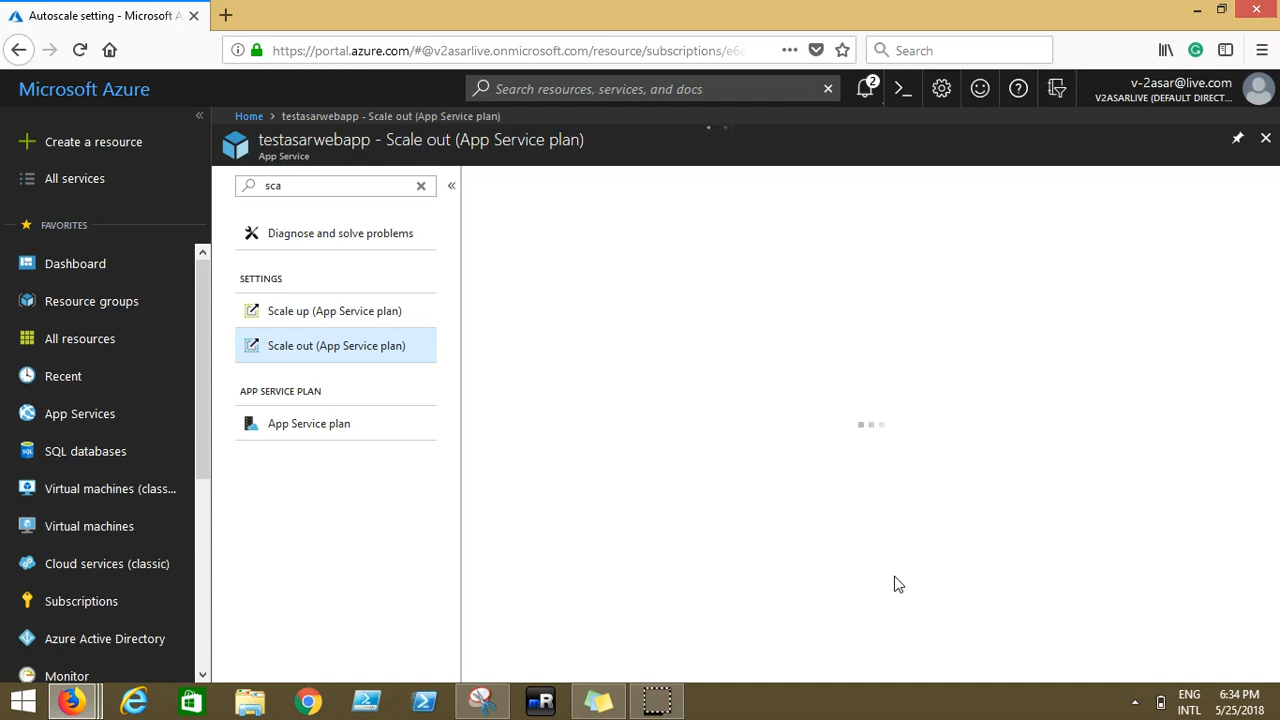 Autoscale setting - Microsoft A
https://portal.azure.com/#@v2asarlive.onmicrosoft.com/resource/subscriptions/e6e
Search
Microsoft Azure
Search resources, services, and docs
2
v-2asar@live.com
V2ASARLIVE (DEFAULT DIRECT...
Create a resource
All services
FAVORITES
Dashboard
Resource groups
All resources
Recent
App Services
SQL databases
Virtual machines (class...
Virtual machines
Cloud services (classic)
Subscriptions
Azure Active Directory
Monitor
Home
testasarwebapp - Scale out (App Service plan)
testasarwebapp - Scale out (App Service plan)
App Service
sca
Diagnose and solve problems
SETTINGS
Scale up (App Service plan)
Scale out (App Service plan)
APP SERVICE PLAN
App Service plan
ENG
INTL
6:34 PM
5/25/2018